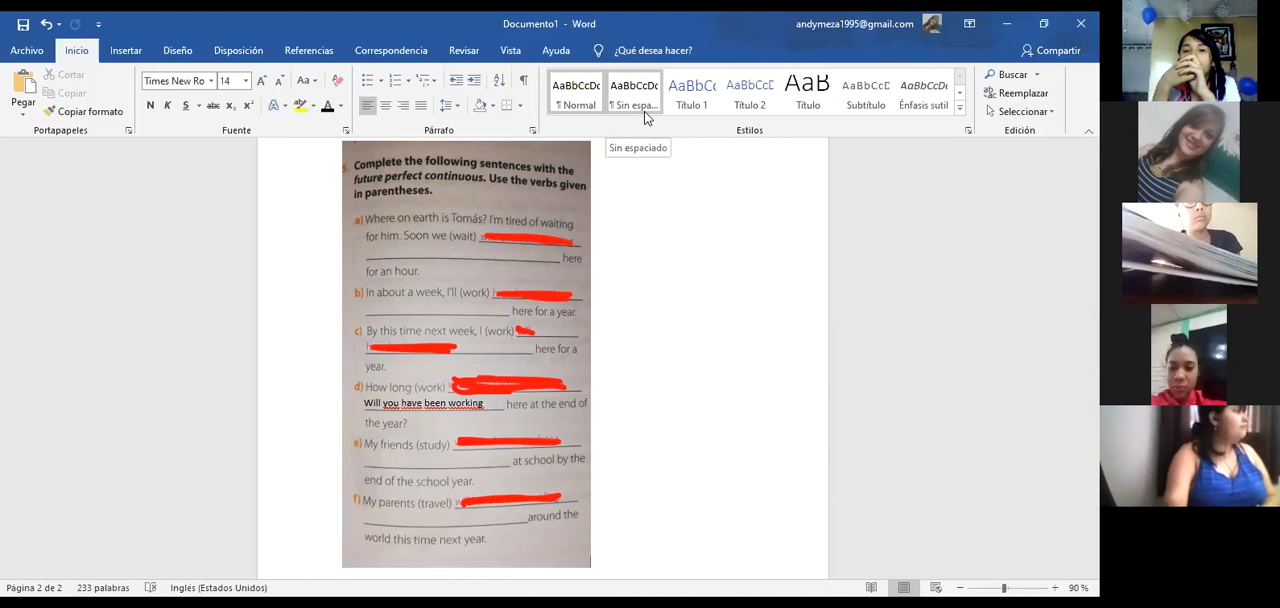 Documento1 - Word
andymeza1995@gmail.com
Archivo Inicio Insertar Diseño Disposición Referencias Correspondencia Revisar Vista Ayuda ¿Qué desea hacer? Compartir
Pegar
Cortar
Copiar
Copiar formato
Portapapeles
Times New Ro 14
N K S abc x₂ x²
Fuente
Párrafo
AaBbCcDc AaBbCcDc AaBbC AaBbCcD AaB AaBbCcD AaBbCcDc
¶ Normal ¶ Sin espa... Título 1 Título 2 Título Subtítulo Énfasis sutil
Estilos
Buscar
Reemplazar
Seleccionar
Edición
Sin espaciado
5. Complete the following sentences with the
future perfect continuous. Use the verbs given
in parentheses.
a) Where on earth is Tomás? I'm tired of waiting
for him. Soon we (wait)
here
for an hour.
b) In about a week, I'll (work)
here for a year.
c) By this time next week, I (work)
here for a
year.
d) How long (work)
Will you have been working here at the end of
the year?
e) My friends (study)
at school by the
end of the school year.
f) My parents (travel)
around the
world this time next year.
Página 2 de 2 233 palabras Inglés (Estados Unidos) 90 %